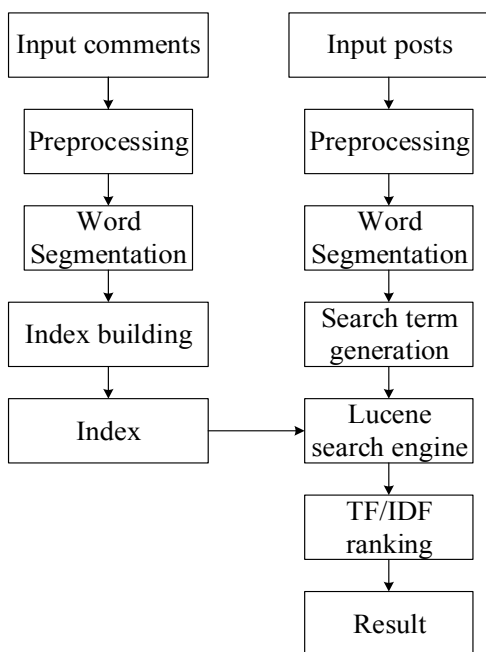 Input comments
Preprocessing
Word
Segmentation
Index building
Index
Input posts
Preprocessing
Word
Segmentation
Search term
generation
Lucene
search engine
TF/IDF
ranking
Result